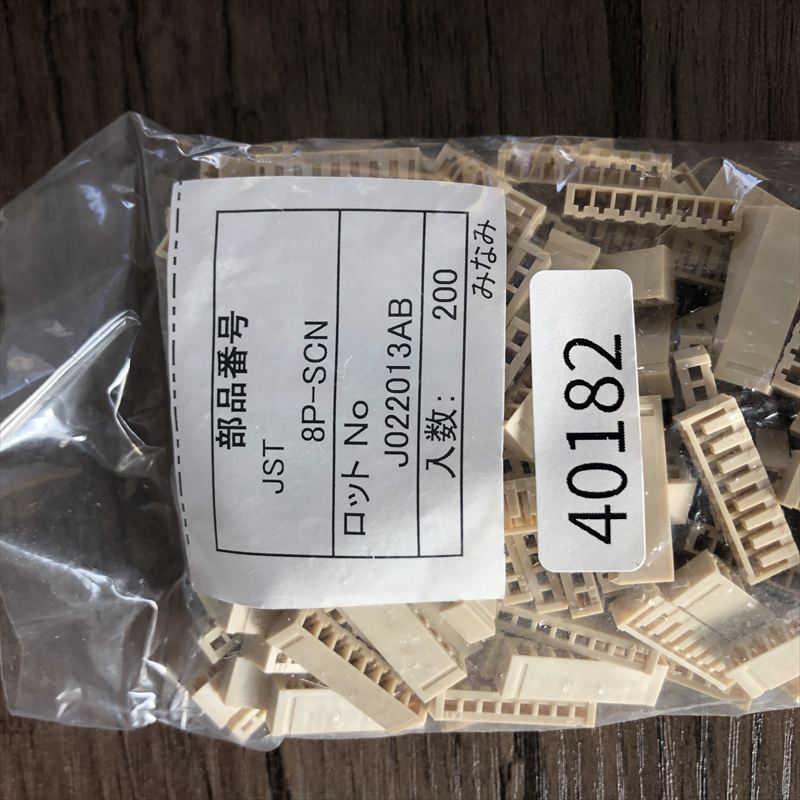 部品番号
JST
8P-SCN
ロット No
J022013AB
入数: 200
みなみ
40182